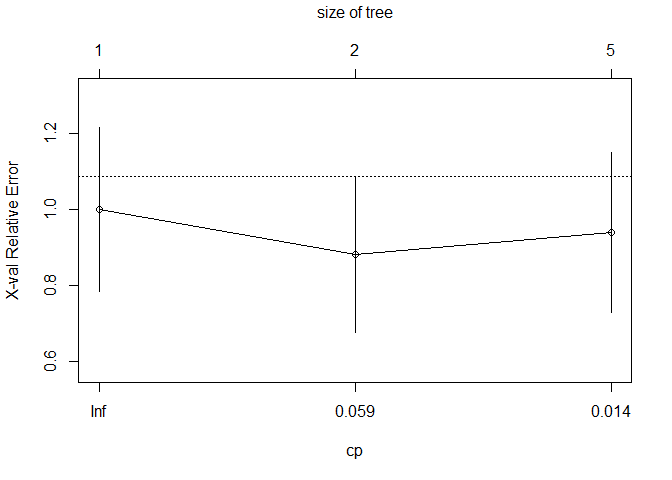 size of tree
1 2 5
X-val Relative Error
1.2
1.0
0.8
0.6
Inf 0.059 0.014
cp